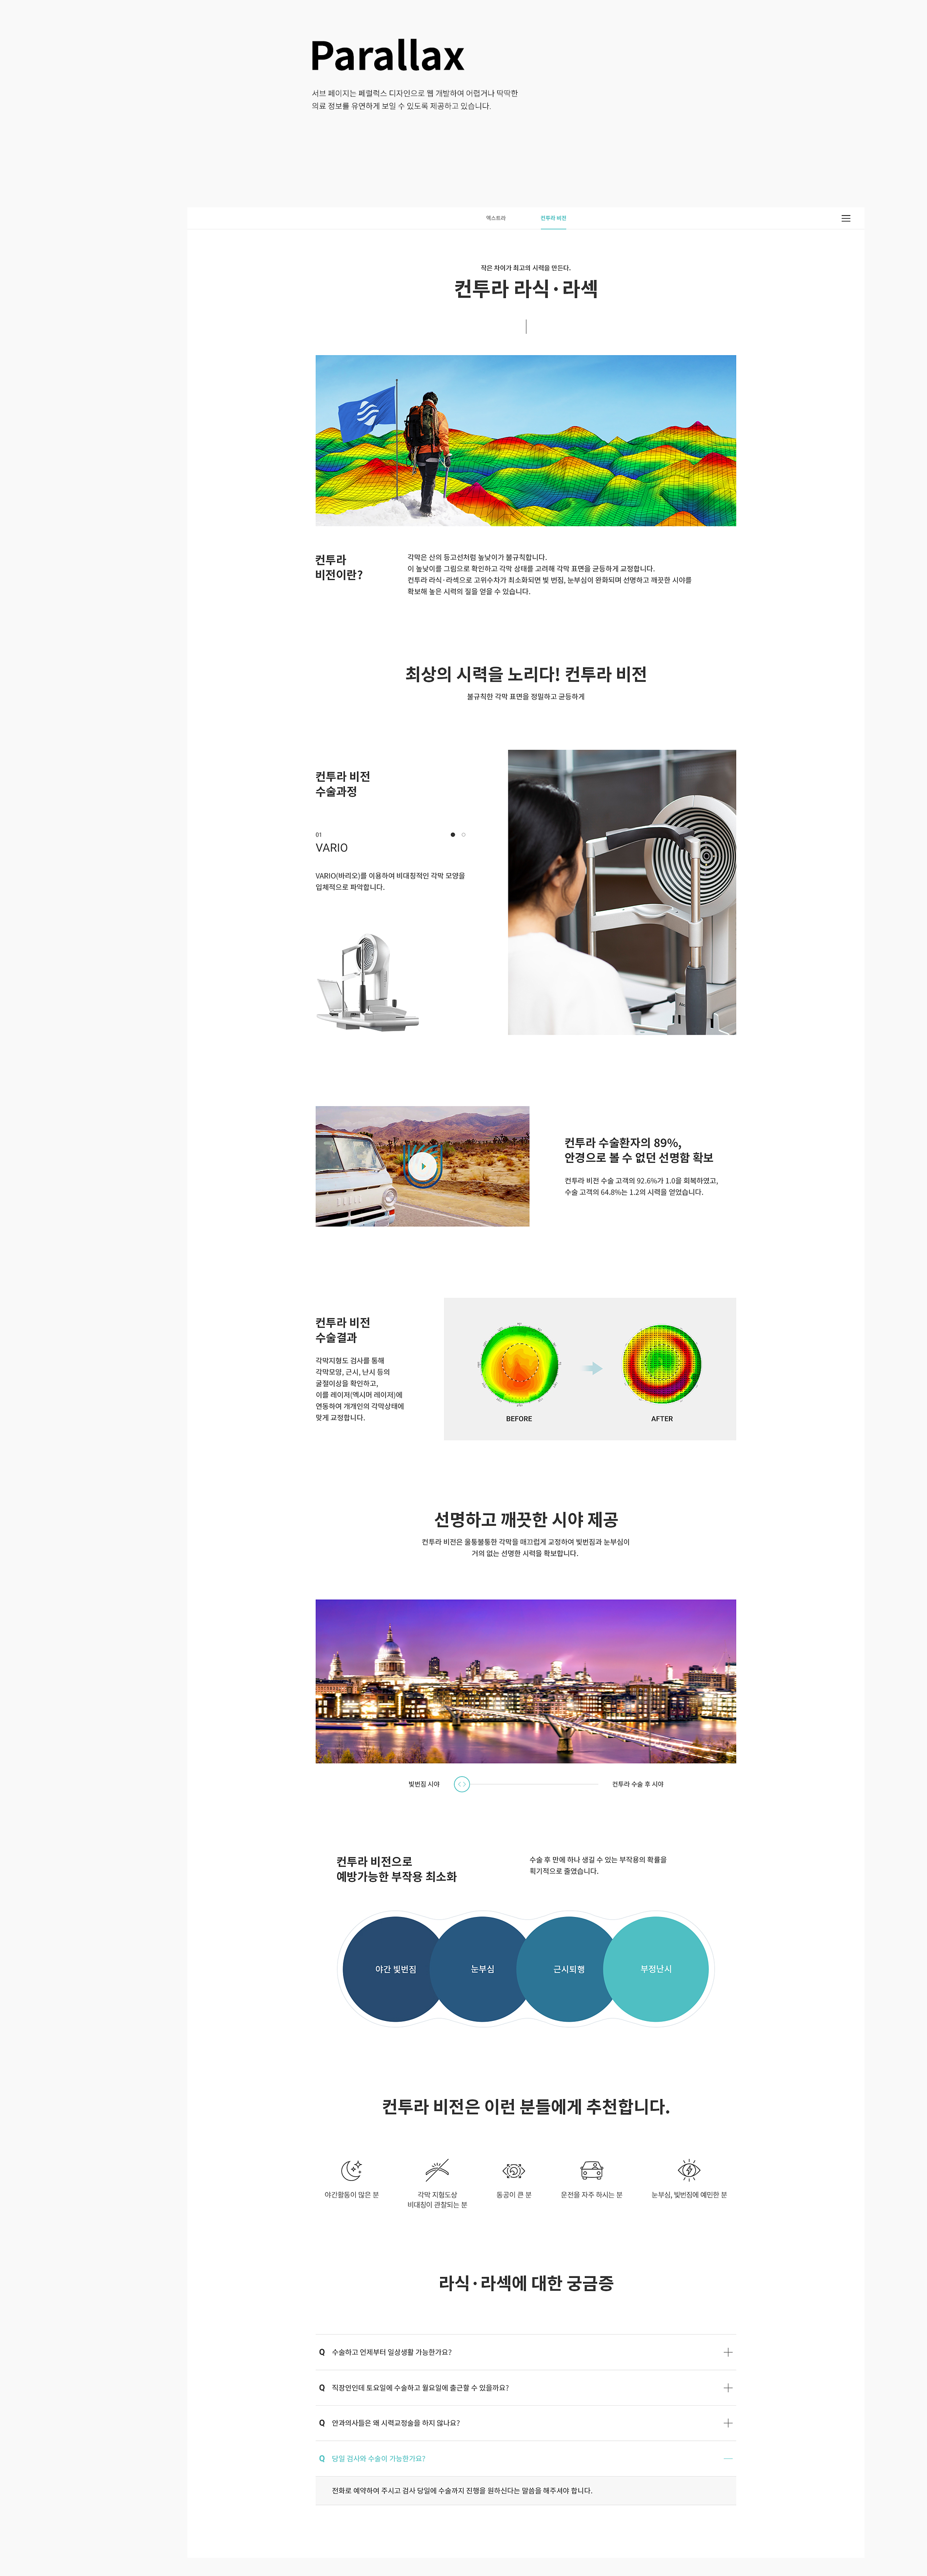 Parallax
서브 페이지는 페럴럭스 디자인으로 웹 개발하여 어렵거나 딱딱한
의료 정보를 유연하게 보일 수 있도록 제공하고 있습니다.
엑스트라
컨투라 비전
작은 차이가 최고의 시력을 만든다.
컨투라 라식·라섹
컨투라
비전이란?
각막은 산의 등고선처럼 높낮이가 불규칙합니다.
이 높낮이를 그림으로 확인하고 각막 상태를 고려해 각막 표면을 균등하게 교정합니다.
컨투라 라식·라섹으로 고위수차가 최소화되면 빛 번짐, 눈부심이 완화되며 선명하고 깨끗한 시야를
확보해 높은 시력의 질을 얻을 수 있습니다.
최상의 시력을 노리다! 컨투라 비전
불규칙한 각막 표면을 정밀하고 균등하게
컨투라 비전
수술과정
01
VARIO
VARIO(바리오)를 이용하여 비대칭적인 각막 모양을
입체적으로 파악합니다.
컨투라 수술환자의 89%,
안경으로 볼 수 없던 선명함 확보
컨투라 비전 수술 고객의 92.6%가 1.0을 회복하였고,
수술 고객의 64.8%는 1.2의 시력을 얻었습니다.
컨투라 비전
수술결과
각막지형도 검사를 통해
각막모양, 근시, 난시 등의
굴절이상을 확인하고,
이를 레이저(엑시머 레이저)에
연동하여 개개인의 각막상태에
맞게 교정합니다.
BEFORE
AFTER
선명하고 깨끗한 시야 제공
컨투라 비전은 울퉁불퉁한 각막을 매끄럽게 교정하여 빛번짐과 눈부심이
거의 없는 선명한 시력을 확보합니다.
빛번짐 시야
컨투라 수술 후 시야
컨투라 비전으로
예방가능한 부작용 최소화
수술 후 만에 하나 생길 수 있는 부작용의 확률을
획기적으로 줄였습니다.
야간 빛번짐
눈부심
근시퇴행
부정난시
컨투라 비전은 이런 분들에게 추천합니다.
야간활동이 많은 분
각막 지형도상
비대칭이 관찰되는 분
동공이 큰 분
운전을 자주 하시는 분
눈부심, 빛번짐에 예민한 분
라식·라섹에 대한 궁금증
Q 수술하고 언제부터 일상생활 가능한가요?
Q 직장인인데 토요일에 수술하고 월요일에 출근할 수 있을까요?
Q 안과의사들은 왜 시력교정술을 하지 않나요?
Q 당일 검사와 수술이 가능한가요?
전화로 예약하여 주시고 검사 당일에 수술까지 진행을 원하신다는 말씀을 해주셔야 합니다.